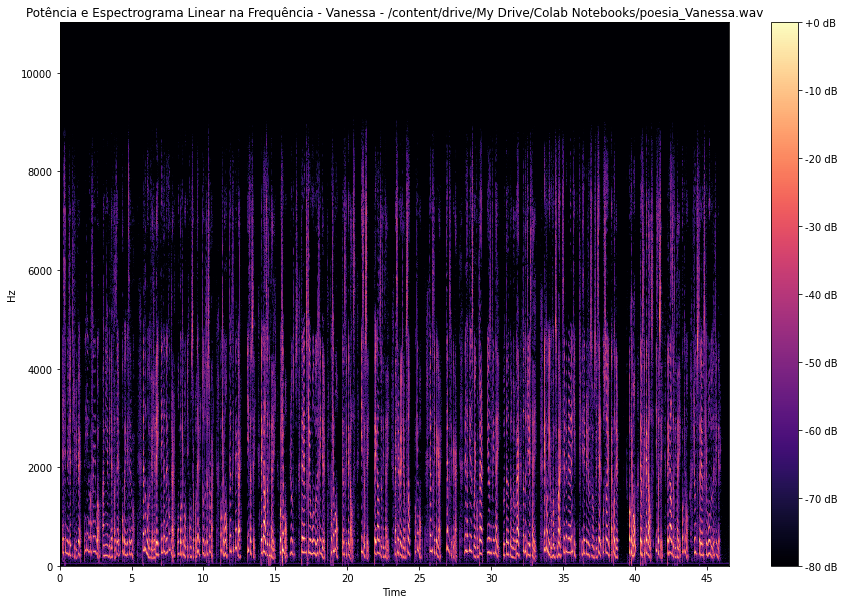 Potência e Espectrograma Linear na Frequência - Vanessa - /content/drive/My Drive/Colab Notebooks/poesia_Vanessa.wav
10000
8000
6000
4000
2000
0
Hz
0 5 10 15 20 25 30 35 40 45
Time
+0 dB
-10 dB
-20 dB
-30 dB
-40 dB
-50 dB
-60 dB
-70 dB
-80 dB